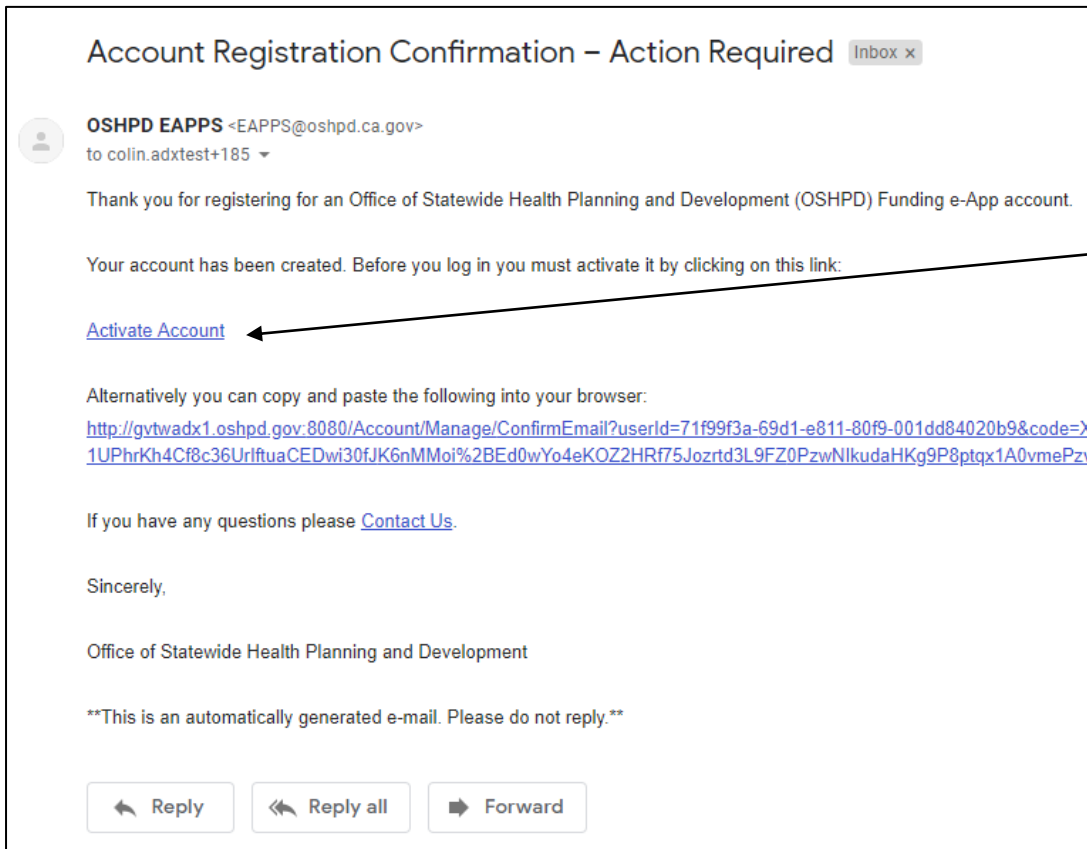 Account Registration Confirmation – Action Required Inbox x
OSHPD EAPPS <EAPPS@oshpd.ca.gov>
to colin.adxtest+185
Thank you for registering for an Office of Statewide Health Planning and Development (OSHPD) Funding e-App account.
Your account has been created. Before you log in you must activate it by clicking on this link:
Activate Account
Alternatively you can copy and paste the following into your browser:
http://gvtwadx1.oshpd.gov:8080/Account/Manage/ConfirmEmail?userId=71f99f3a-69d1-e811-80f9-001dd84020b9&code=X
1UPhrKh4Cf8c36UrlftuaCEDwi30fJK6nMMoi%2BEd0wYo4eKOZ2HRf75Jozrtd3L9FZ0PzwNlkudaHKg9P8ptqx1A0vmePzv
If you have any questions please Contact Us.
Sincerely,
Office of Statewide Health Planning and Development
**This is an automatically generated e-mail. Please do not reply.**
Reply Reply all Forward